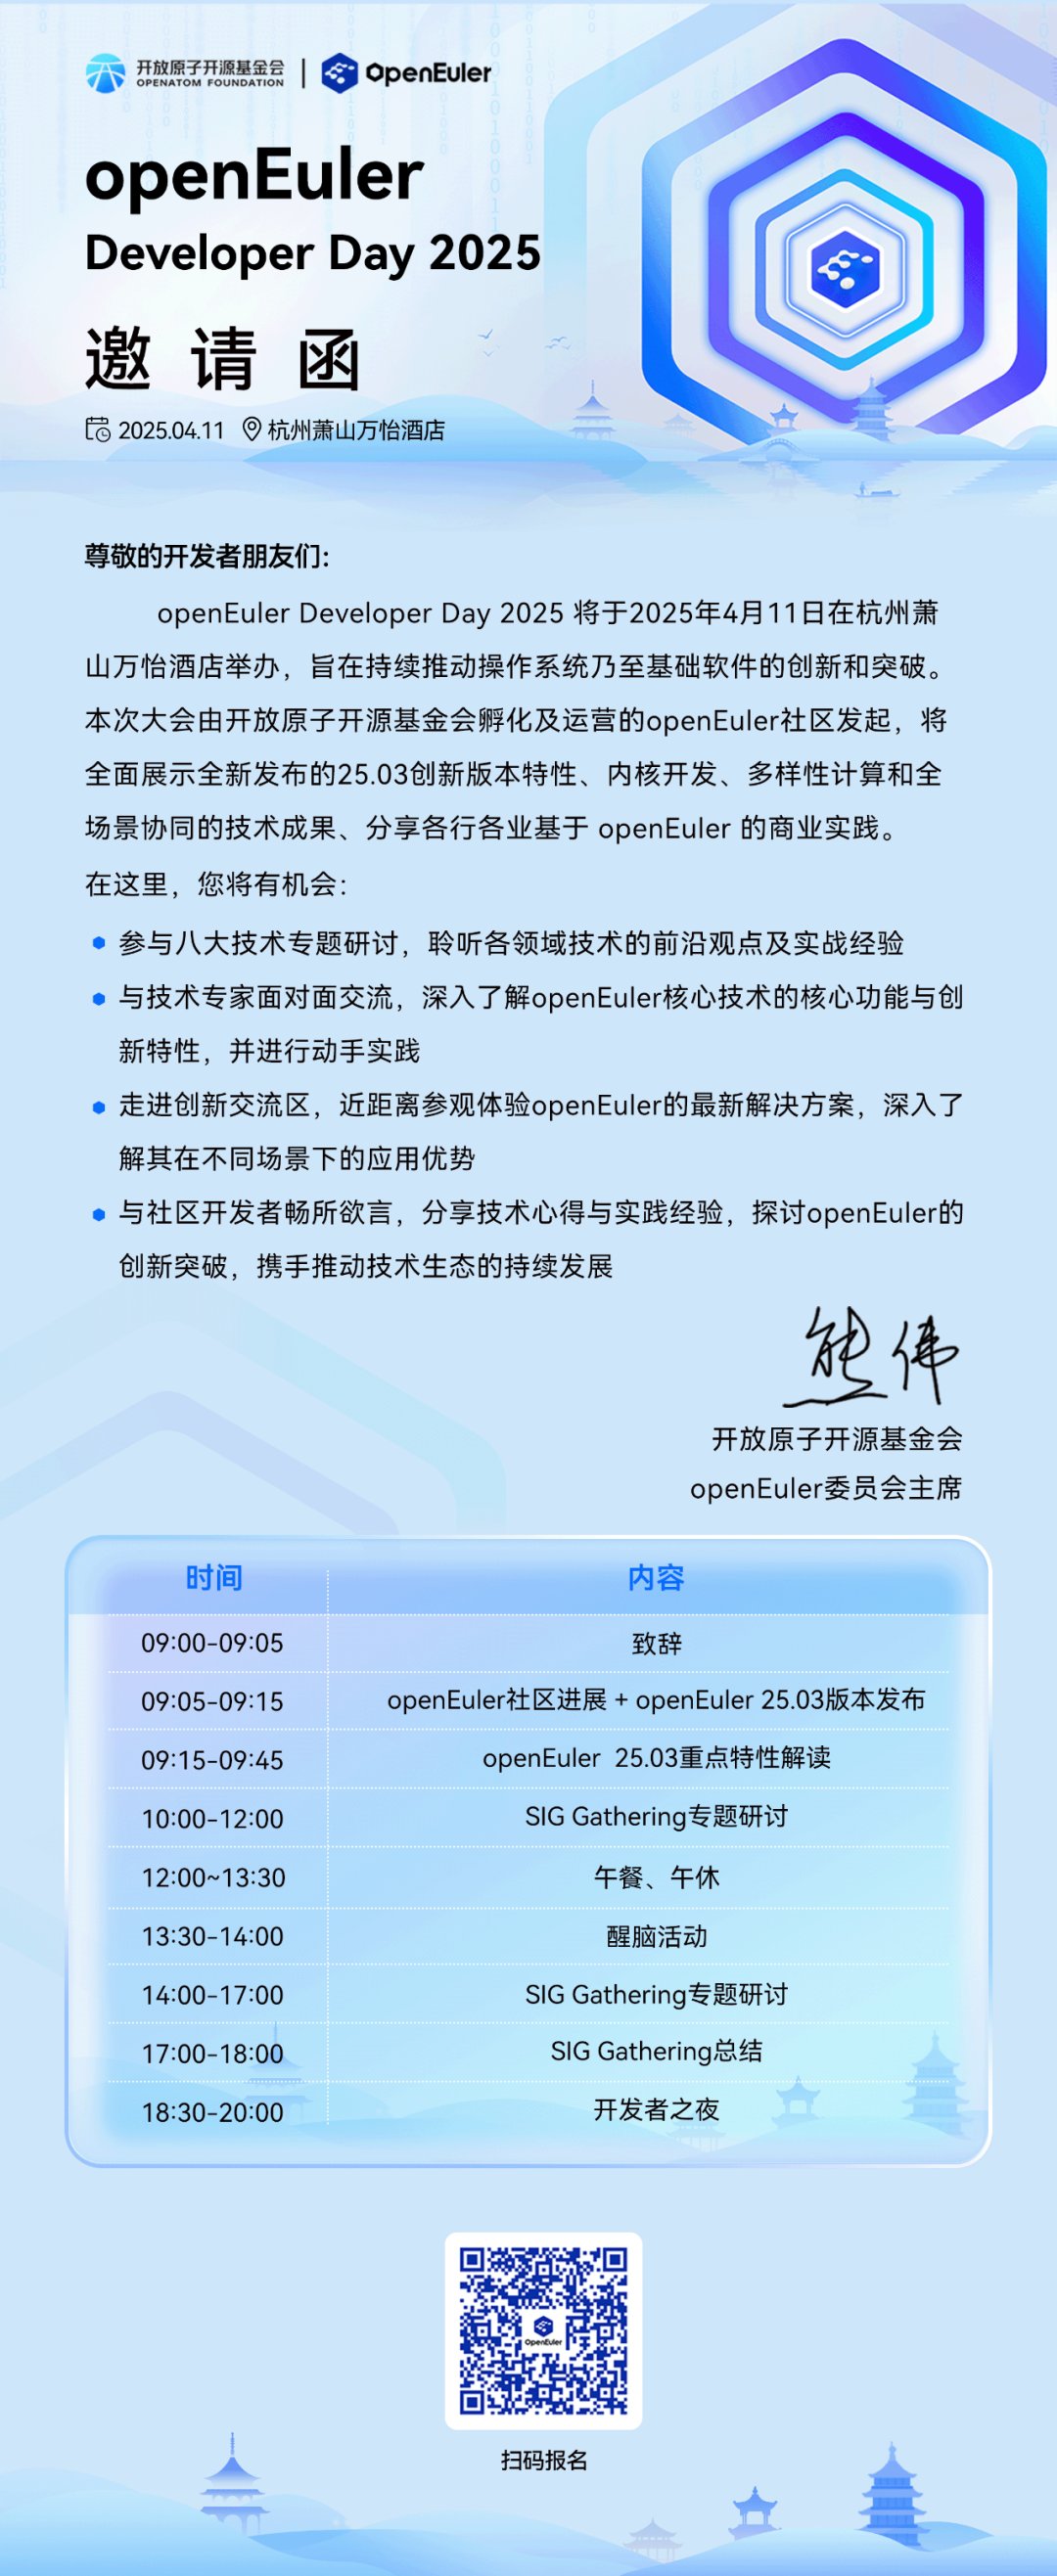 开放原子开源基金会
OPENATOM FOUNDATION
OpenEuler
openEuler
Developer Day 2025
邀请函
2025.04.11 杭州萧山万怡酒店
尊敬的开发者朋友们:
openEuler Developer Day 2025 将于2025年4月11日在杭州萧
山万怡酒店举办，旨在持续推动操作系统乃至基础软件的创新和突破。
本次大会由开放原子开源基金会孵化及运营的openEuler社区发起，将
全面展示全新发布的25.03创新版本特性、内核开发、多样性计算和全
场景协同的技术成果、分享各行各业基于 openEuler 的商业实践。
在这里，您将有机会：
参与八大技术专题研讨，聆听各领域技术的前沿观点及实战经验
与技术专家面对面交流，深入了解openEuler核心技术的核心功能与创
新特性，并进行动手实践
走进创新交流区，近距离参观体验openEuler的最新解决方案，深入了
解其在不同场景下的应用优势
与社区开发者畅所欲言，分享技术心得与实践经验，探讨openEuler的
创新突破，携手推动技术生态的持续发展
熊伟
开放原子开源基金会
openEuler委员会主席
时间 内容
09:00-09:05 致辞
09:05-09:15 openEuler社区进展 + openEuler 25.03版本发布
09:15-09:45 openEuler 25.03重点特性解读
10:00-12:00 SIG Gathering专题研讨
12:00~13:30 午餐、午休
13:30-14:00 醒脑活动
14:00-17:00 SIG Gathering专题研讨
17:00-18:00 SIG Gathering总结
18:30-20:00 开发者之夜
OpenEuler
扫码报名